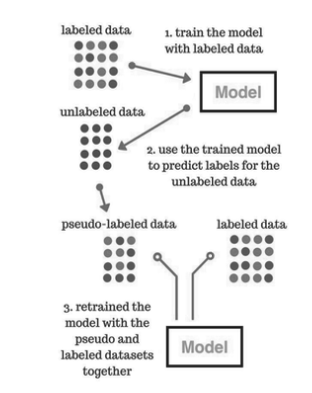 labeled data
1. train the model
with labeled data
Model
unlabeled data
2. use the trained model
to predict labels for the
unlabeled data
pseudo-labeled data
labeled data
3. retrained the
model with the
pseudo and
labeled datasets
together
Model